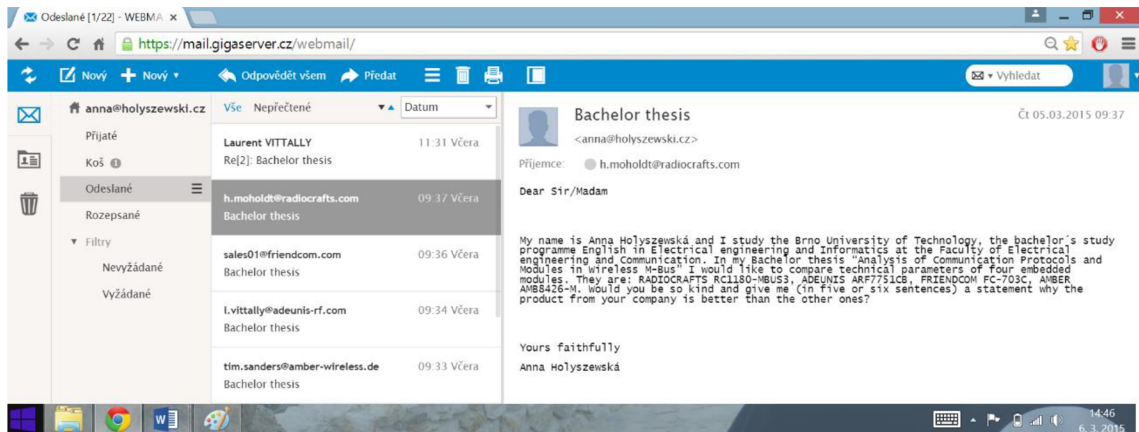 Odeslané [1/22] - WEBMA
https://mail.gigaserver.cz/webmail/
Nový Nový Odpovědět všem Předat Vyhledat
anna@holyszewski.cz
Přijaté
Koš 1
Odeslané
Rozepsané
Filtry
Nevyžádané
Vyžádané
Vše Nepřečtené Datum
Laurent VITTALLY 11:31 Včera
Re[2]: Bachelor thesis
h.moholdt@radiocrafts.com 09:37 Včera
Bachelor thesis
sales01@friendcom.com 09:36 Včera
Bachelor thesis
l.vittally@adeunis-rf.com 09:34 Včera
Bachelor thesis
tim.sanders@amber-wireless.de 09:33 Včera
Bachelor thesis
Bachelor thesis Čt 05.03.2015 09:37
<anna@holyszewski.cz>
Příjemce: h.moholdt@radiocrafts.com
Dear Sir/Madam
My name is Anna Holyszewská and I study the Brno University of Technology, the bachelor´s study
programme English in Electrical engineering and Informatics at the Faculty of Electrical
engineering and Communication. In my Bachelor thesis "Analysis of Communication Protocols and
Modules in Wireless M-Bus" I would like to compare technical parameters of four embedded
modules. They are: RADIOCRAFTS RC1180-MBUS3, ADEUNIS ARF7751CB, FRIENDCOM FC-703C, AMBER
AMB8426-M. Would you be so kind and give me (in five or six sentences) a statement why the
product from your company is better than the other ones?
Yours faithfully
Anna Holyszewská
14:46
6. 3. 2015